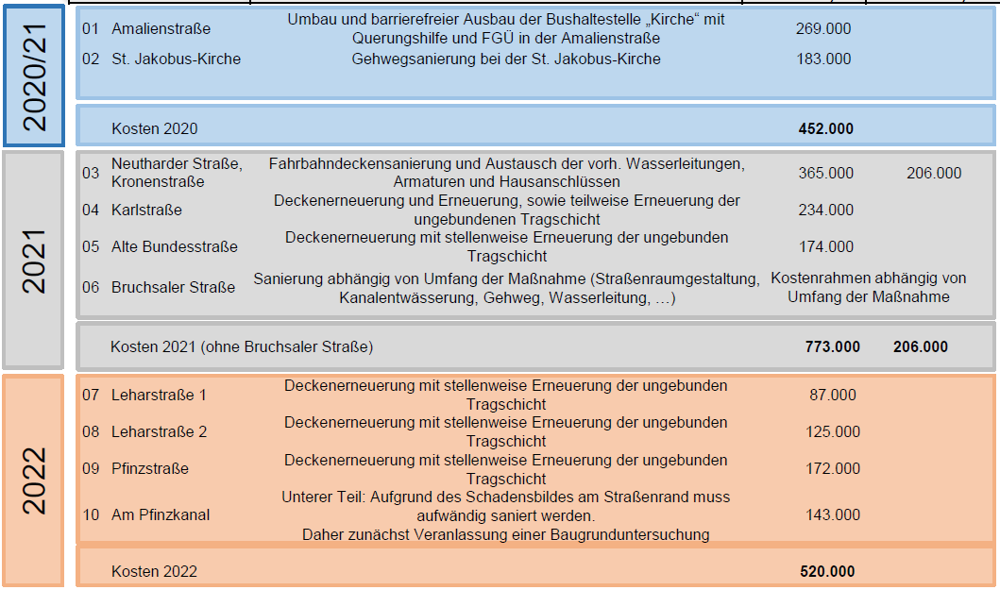 2020/21
01 Amalienstraße
Umbau und barrierefreier Ausbau der Bushaltestelle „Kirche“ mit
Querungshilfe und FGÜ in der Amalienstraße
269.000
02 St. Jakobus-Kirche
Gehwegsanierung bei der St. Jakobus-Kirche
183.000
Kosten 2020
452.000
2021
03
Neutharder Straße,
Kronenstraße
Fahrbahndeckensanierung und Austausch der vorh. Wasserleitungen,
Armaturen und Hausanschlüssen
365.000
206.000
04 Karlstraße
Deckenerneuerung und Erneuerung, sowie teilweise Erneuerung der
ungebundenen Tragschicht
234.000
05 Alte Bundesstraße
Deckenerneuerung mit stellenweise Erneuerung der ungebunden
Tragschicht
174.000
06 Bruchsaler Straße
Sanierung abhängig von Umfang der Maßnahme (Straßenraumgestaltung,
Kanalentwässerung, Gehweg, Wasserleitung, …)
Kostenrahmen abhängig von
Umfang der Maßnahme
Kosten 2021 (ohne Bruchsaler Straße)
773.000
206.000
2022
07 Leharstraße 1
Deckenerneuerung mit stellenweise Erneuerung der ungebunden
Tragschicht
87.000
08 Leharstraße 2
Deckenerneuerung mit stellenweise Erneuerung der ungebunden
Tragschicht
125.000
09 Pfinzstraße
Deckenerneuerung mit stellenweise Erneuerung der ungebunden
Tragschicht
172.000
10 Am Pfinzkanal
Unterer Teil: Aufgrund des Schadensbildes am Straßenrand muss
aufwändig saniert werden.
Daher zunächst Veranlassung einer Baugrunduntersuchung
143.000
Kosten 2022
520.000